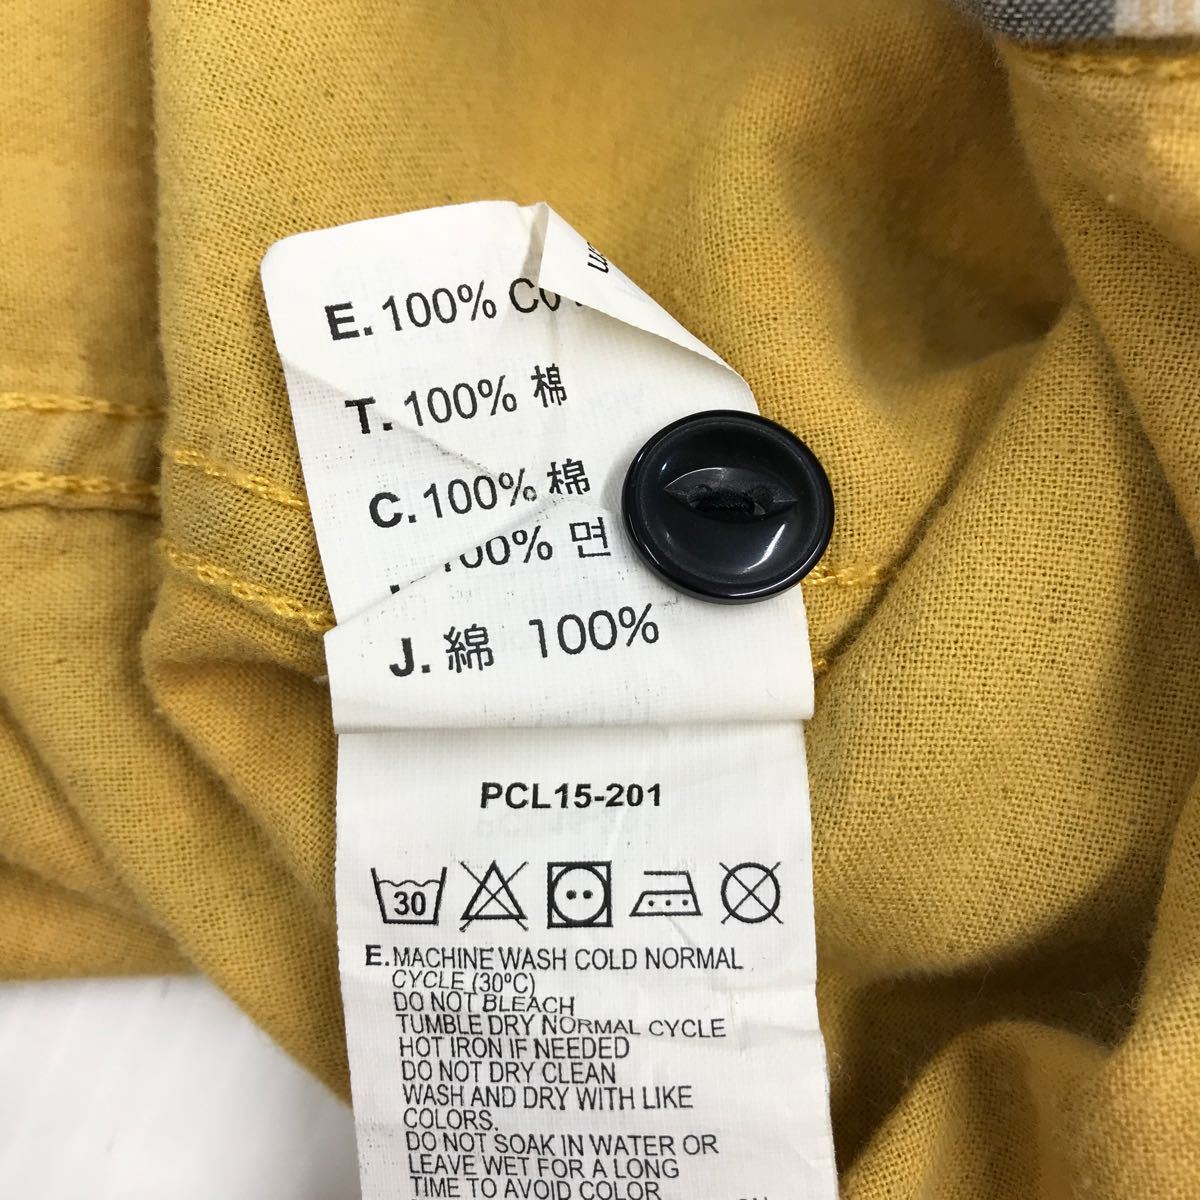 E. 100%
T. 100% 棉
C. 100% 棉
100% 면
J. 綿 100%
PCL15-201
30
E. MACHINE WASH COLD NORMAL
CYCLE (30ºC)
DO NOT BLEACH
TUMBLE DRY NORMAL CYCLE
HOT IRON IF NEEDED
DO NOT DRY CLEAN
WASH AND DRY WITH LIKE
COLORS.
DO NOT SOAK IN WATER OR
LEAVE WET FOR A LONG
TIME TO AVOID COLOR